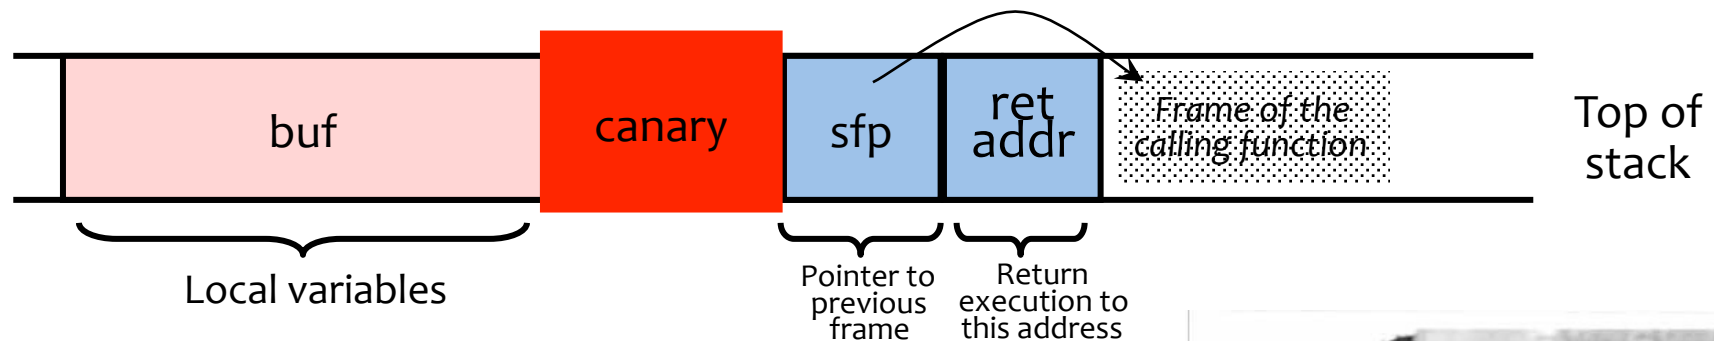 buf
canary
sfp
ret
addr
Frame of the
calling function
Top of
stack
Local variables
Pointer to
previous
frame
Return
execution to
this address